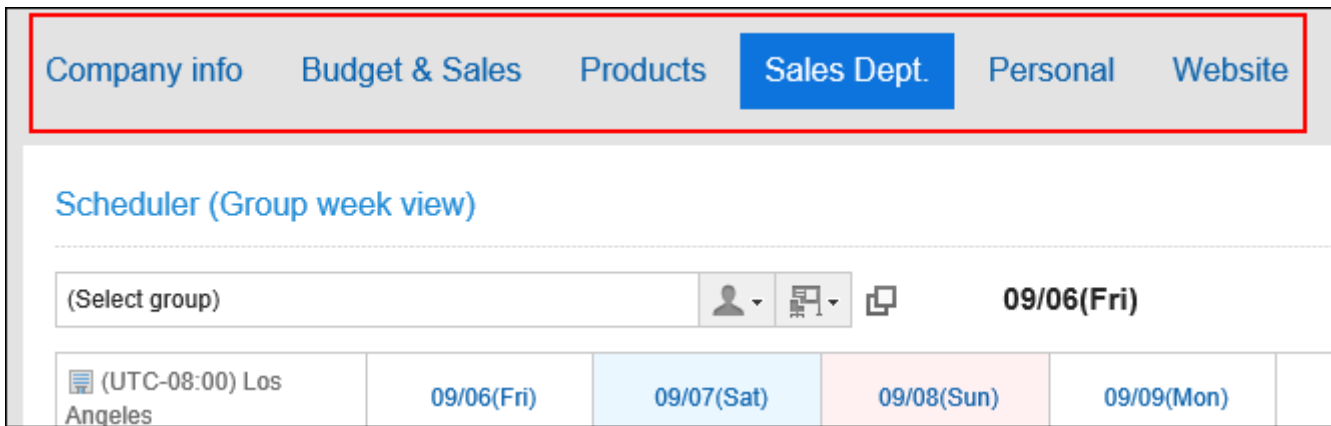 Company info Budget & Sales Products Sales Dept. Personal Website
Scheduler (Group week view)
(Select group) 09/06(Fri)
(UTC-08:00) Los 09/06(Fri) 09/07(Sat) 09/08(Sun) 09/09(Mon)
Angeles